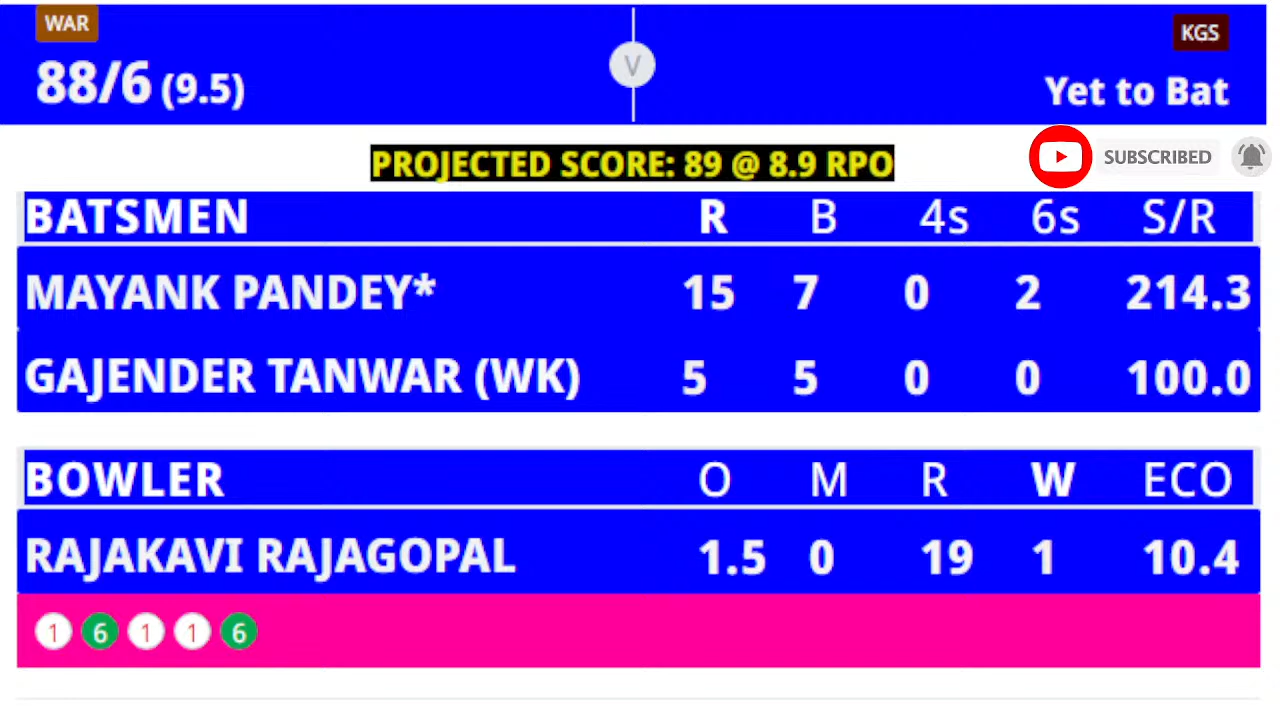 WAR
KGS
88/6 (9.5)
V
Yet to Bat
PROJECTED SCORE: 89 @ 8.9 RPO
SUBSCRIBED
BATSMEN R B 4s 6s S/R
MAYANK PANDEY* 15 7 0 2 214.3
GAJENDER TANWAR (WK) 5 5 0 0 100.0
BOWLER O M R W ECO
RAJAKAVI RAJAGOPAL 1.5 0 19 1 10.4
1 6 1 1 6